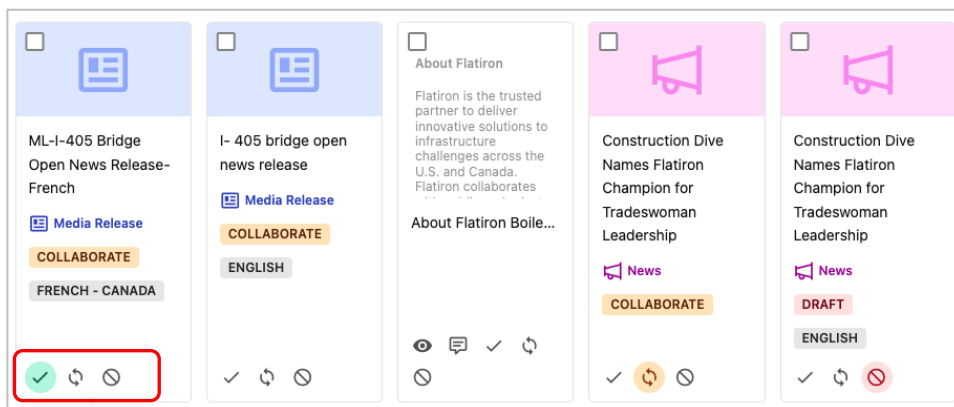 ML-I-405 Bridge
Open News Release-
French
Media Release
COLLABORATE
FRENCH - CANADA
I- 405 bridge open
news release
Media Release
COLLABORATE
ENGLISH
About Flatiron
Flatiron is the trusted
partner to deliver
innovative solutions to
infrastructure
challenges across the
U.S. and Canada.
Flatiron collaborates
About Flatiron Boile...
Construction Dive
Names Flatiron
Champion for
Tradeswoman
Leadership
News
COLLABORATE
Construction Dive
Names Flatiron
Champion for
Tradeswoman
Leadership
News
DRAFT
ENGLISH